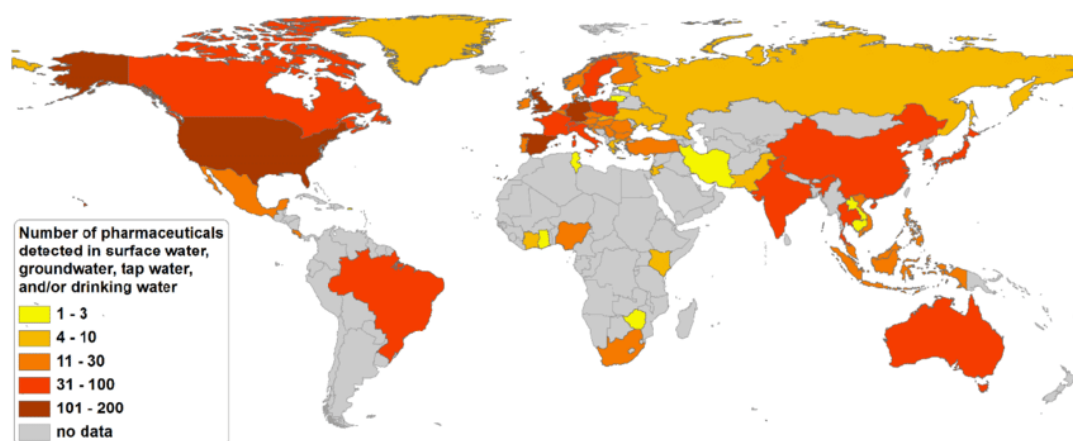 Number of pharmaceuticals
detected in surface water,
groundwater, tap water,
and/or drinking water
1 - 3
4 - 10
11 - 30
31 - 100
101 - 200
no data